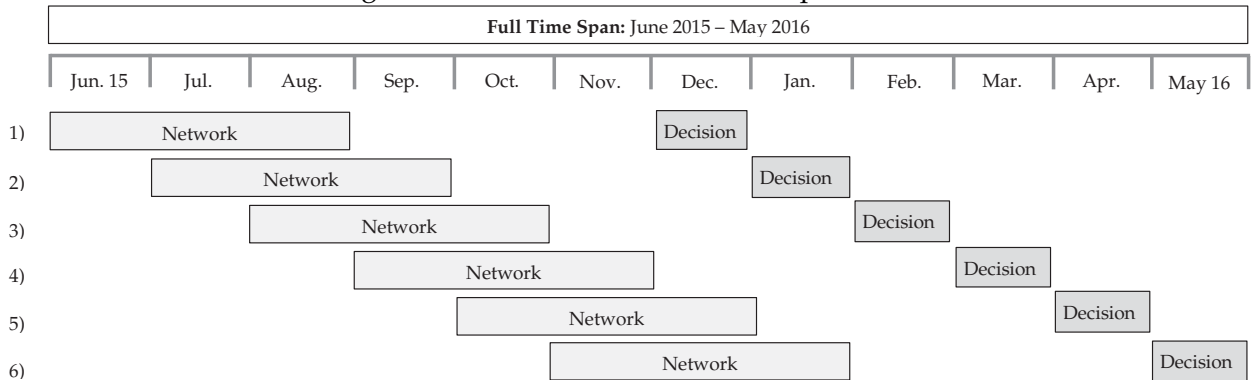 Full Time Span: June 2015 – May 2016
Jun. 15 Jul. Aug. Sep. Oct. Nov. Dec. Jan. Feb. Mar. Apr. May 16
1) Network Decision
2) Network Decision
3) Network Decision
4) Network Decision
5) Network Decision
6) Network Decision